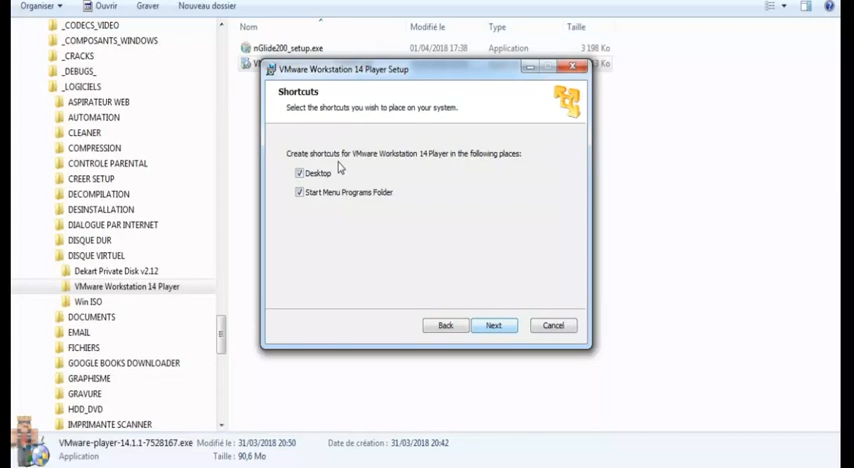 Organiser Ouvrir Graver Nouveau dossier
Nom Modifié le Type Taille
_CODECS_VIDEO
_COMPOSANTS_WINDOWS
_CRACKS
_DEBUGS_
_LOGICIELS
ASPIRATEUR WEB
AUTOMATION
CLEANER
COMPRESSION
CONTROLE PARENTAL
CREER SETUP
DECOMPILATION
DESINSTALLATION
DIALOGUE PAR INTERNET
DISQUE DUR
DISQUE VIRTUEL
Dekart Private Disk v2.12
VMware Workstation 14 Player
Win ISO
DOCUMENTS
EMAIL
FICHIERS
GOOGLE BOOKS DOWNLOADER
GRAPHISME
GRAVURE
HDD_DVD
IMPRIMANTE SCANNER
nGlide200_setup.exe 01/04/2018 17:38 Application 3 198 Ko
Ko
VMware Workstation 14 Player Setup
Shortcuts
Select the shortcuts you wish to place on your system.
Create shortcuts for VMware Workstation 14 Player in the following places:
Desktop
Start Menu Programs Folder
Back Next Cancel
VMware-player-14.1.1-7528167.exe Modifié le : 31/03/2018 20:50 Date de création : 31/03/2018 20:42
Application Taille : 90,6 Mo